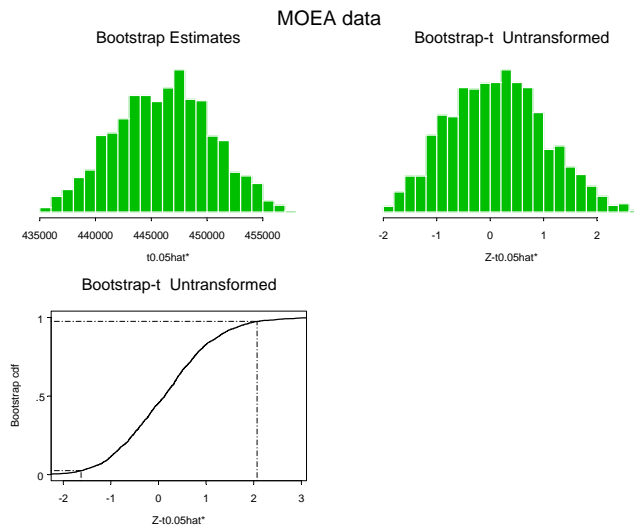 MOEA data
Bootstrap Estimates
435000 440000 445000 450000 455000
t0.05hat*
Bootstrap-t Untransformed
-2 -1 0 1 2
Z-t0.05hat*
Bootstrap-t Untransformed
Bootstrap cdf
1
.5
0
-2 -1 0 1 2 3
Z-t0.05hat*